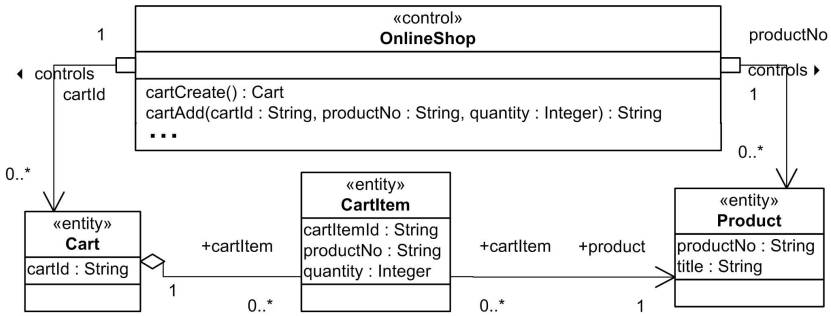 «control»
OnlineShop
cartCreate() : Cart
cartAdd(cartId : String, productNo : String, quantity : Integer) : String
...
1
controls
cartId
0..*
productNo
controls
1
0..*
«entity»
Cart
cartId : String
+cartItem
1
0..*
«entity»
CartItem
cartItemId : String
productNo : String
quantity : Integer
+cartItem
+product
0..*
1
«entity»
Product
productNo : String
title : String